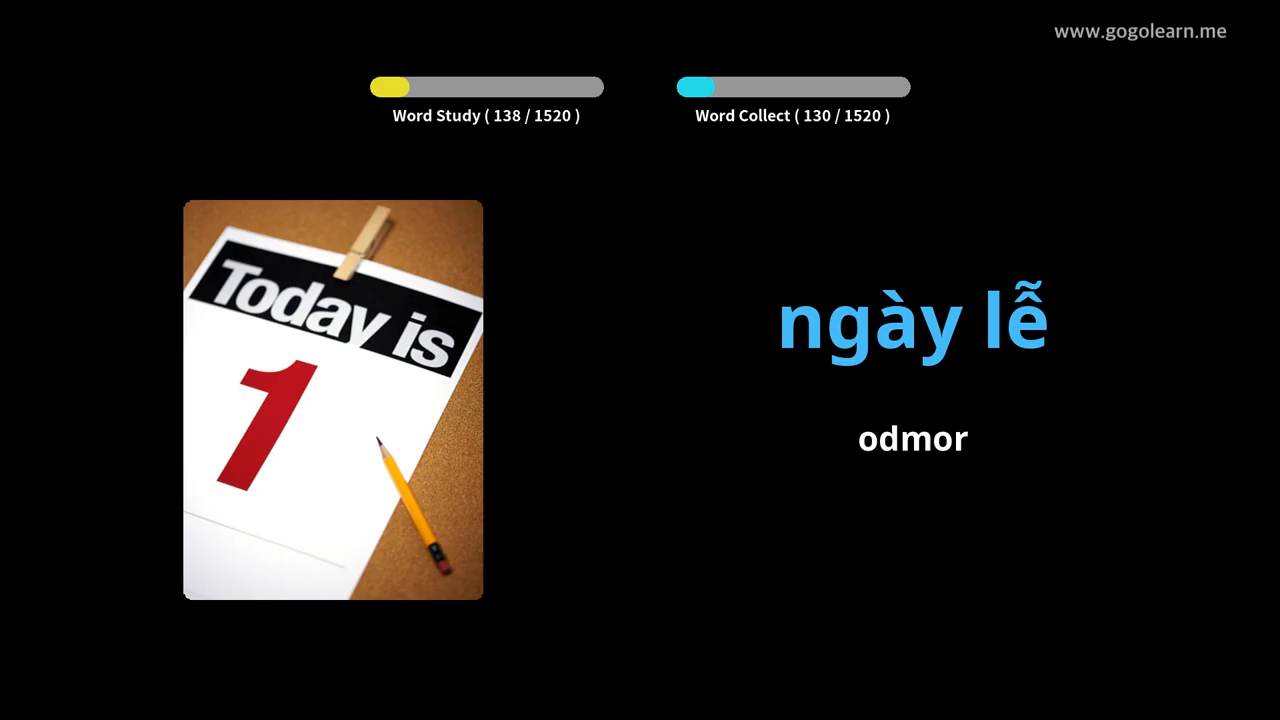 www.gogolearn.me
Word Study ( 138 / 1520 )
Word Collect ( 130 / 1520 )
Today is
1
ngày lễ
odmor